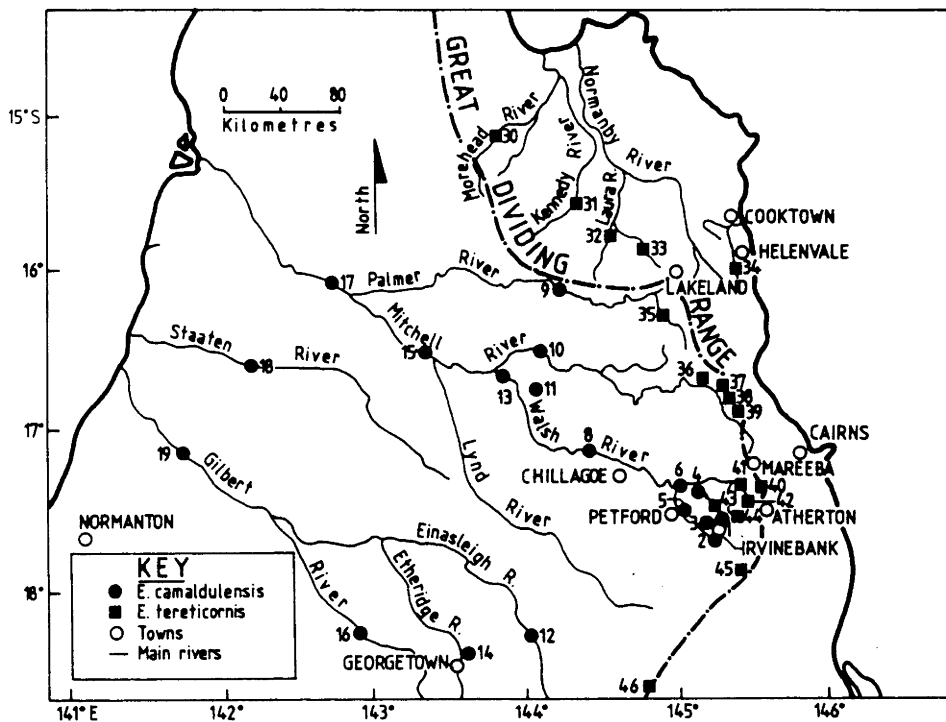 15°S
16°
17°
18°
141°E
142°
143°
144°
145°
146°
0 40 80
Kilometres
North
GREAT
DIVIDING
RANGE
Morehead River
30
Kennedy River
31
Normanby River
Laura R.
32
33
COOKTOWN
HELENVALE
34
LAKELAND
35
17
Palmer River
9
Mitchell River
15
10
Staaten River
18
13
11
Walsh River
8
36
37
38
39
CAIRNS
MAREEBA
CHILLAGOE
19
Gilbert River
Lynd River
6
4
41
40
5
43
42
PETFORD
3
44
ATHERTON
1
2
IRVINEBANK
45
NORMANTON
Einasleigh R.
Etheridge R.
16
14
12
GEORGETOWN
46
KEY
E. camaldulensis
E. tereticornis
Towns
Main rivers